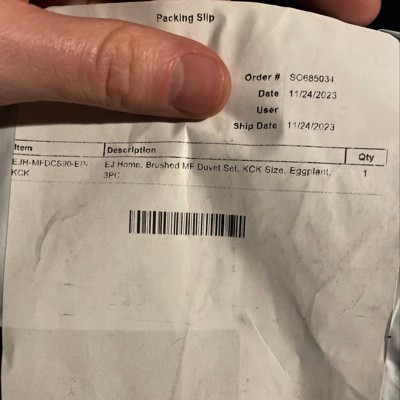 Packing Slip
Order # SO685034
Date 11/24/2023
User
Ship Date 11/24/2023
Item Description Qty
EJH-MFDCS90-EP- EJ Home, Brushed MF Duvet Set, KCK Size, Eggplant, 1
KCK 3PC